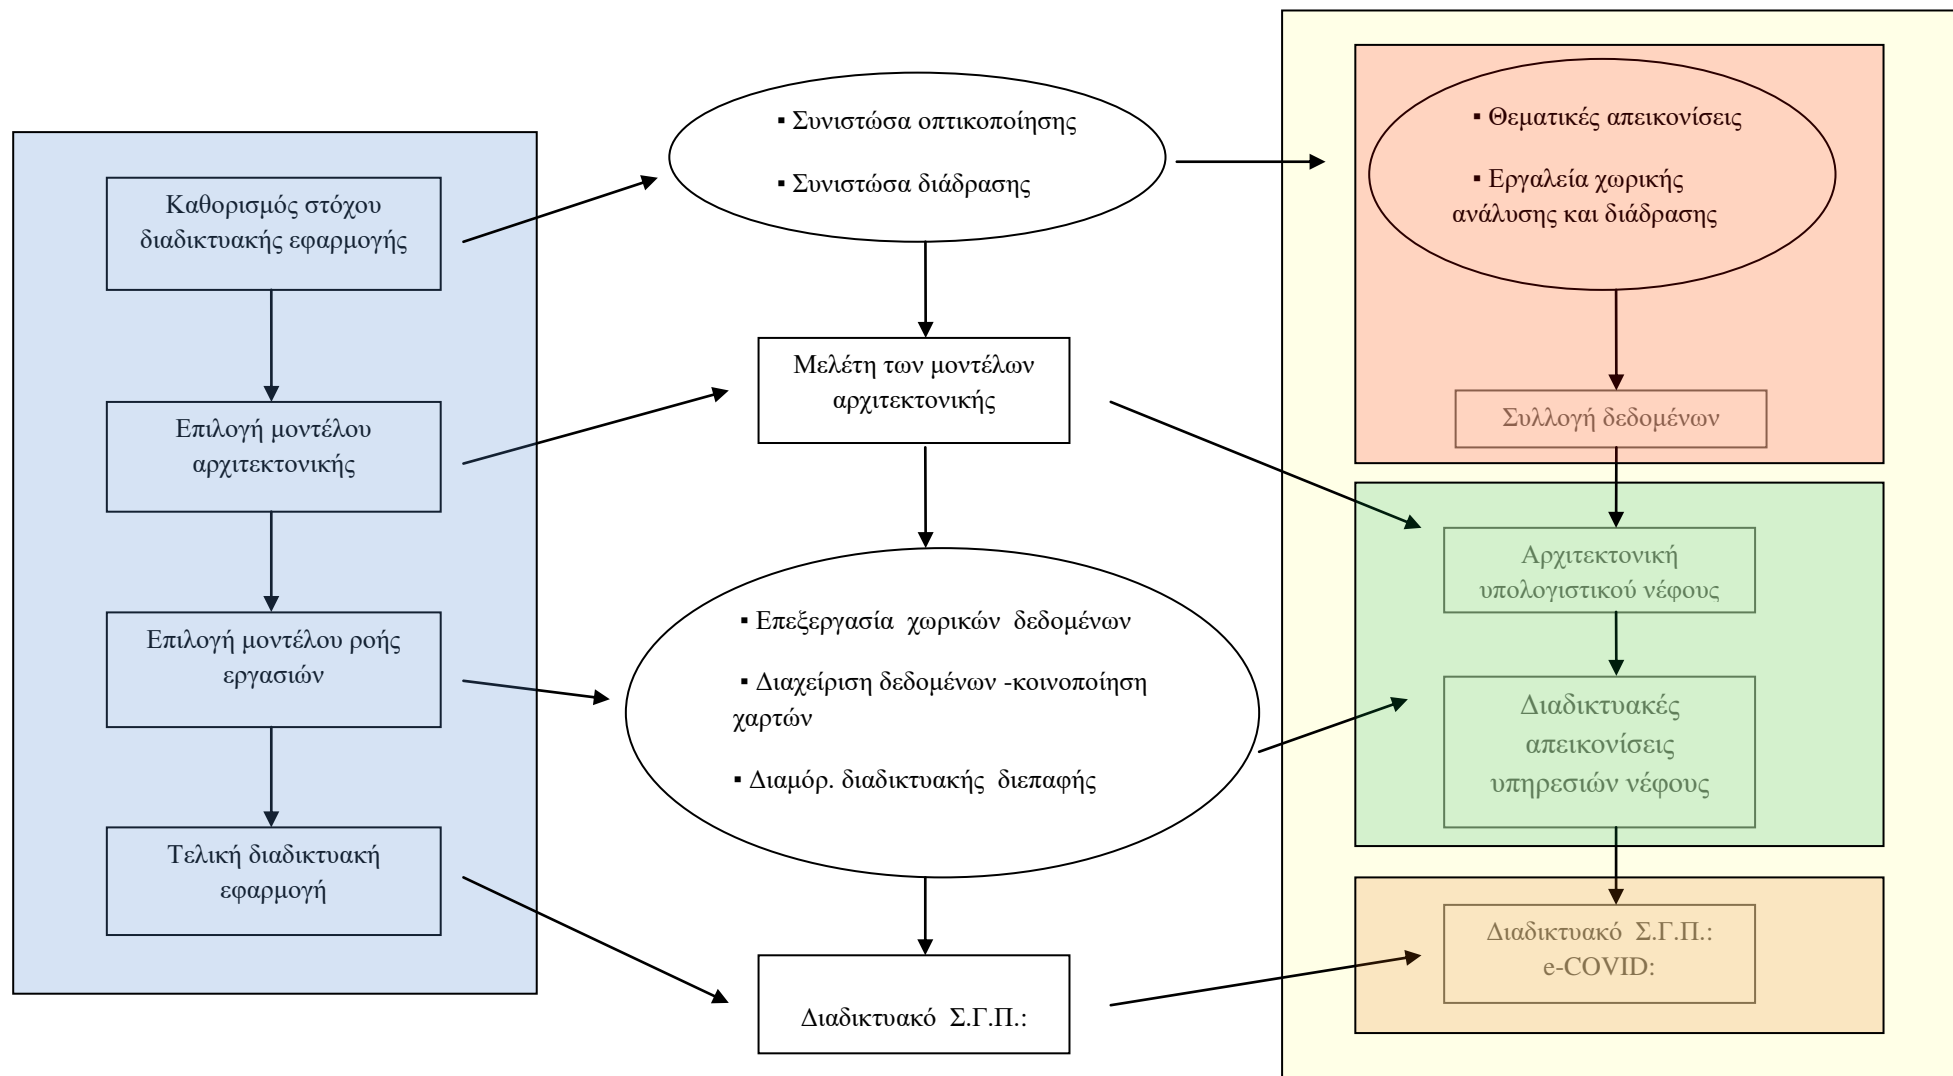 Καθορισμός στόχου
διαδικτυακής εφαρμογής
Επιλογή μοντέλου
αρχιτεκτονικής
Επιλογή μοντέλου ροής
εργασιών
Τελική διαδικτυακή
εφαρμογή
▪ Συνιστώσα οπτικοποίησης
▪ Συνιστώσα διάδρασης
Μελέτη των μοντέλων
αρχιτεκτονικής
▪ Επεξεργασία χωρικών δεδομένων
▪ Διαχείριση δεδομένων -κοινοποίηση
χαρτών
▪ Διαμόρ. διαδικτυακής διεπαφής
Διαδικτυακό Σ.Γ.Π.:
▪ Θεματικές απεικονίσεις
▪ Εργαλεία χωρικής
ανάλυσης και διάδρασης
Συλλογή δεδομένων
Αρχιτεκτονική
υπολογιστικού νέφους
Διαδικτυακές
απεικονίσεις
υπηρεσιών νέφους
Διαδικτυακό Σ.Γ.Π.:
e-COVID: